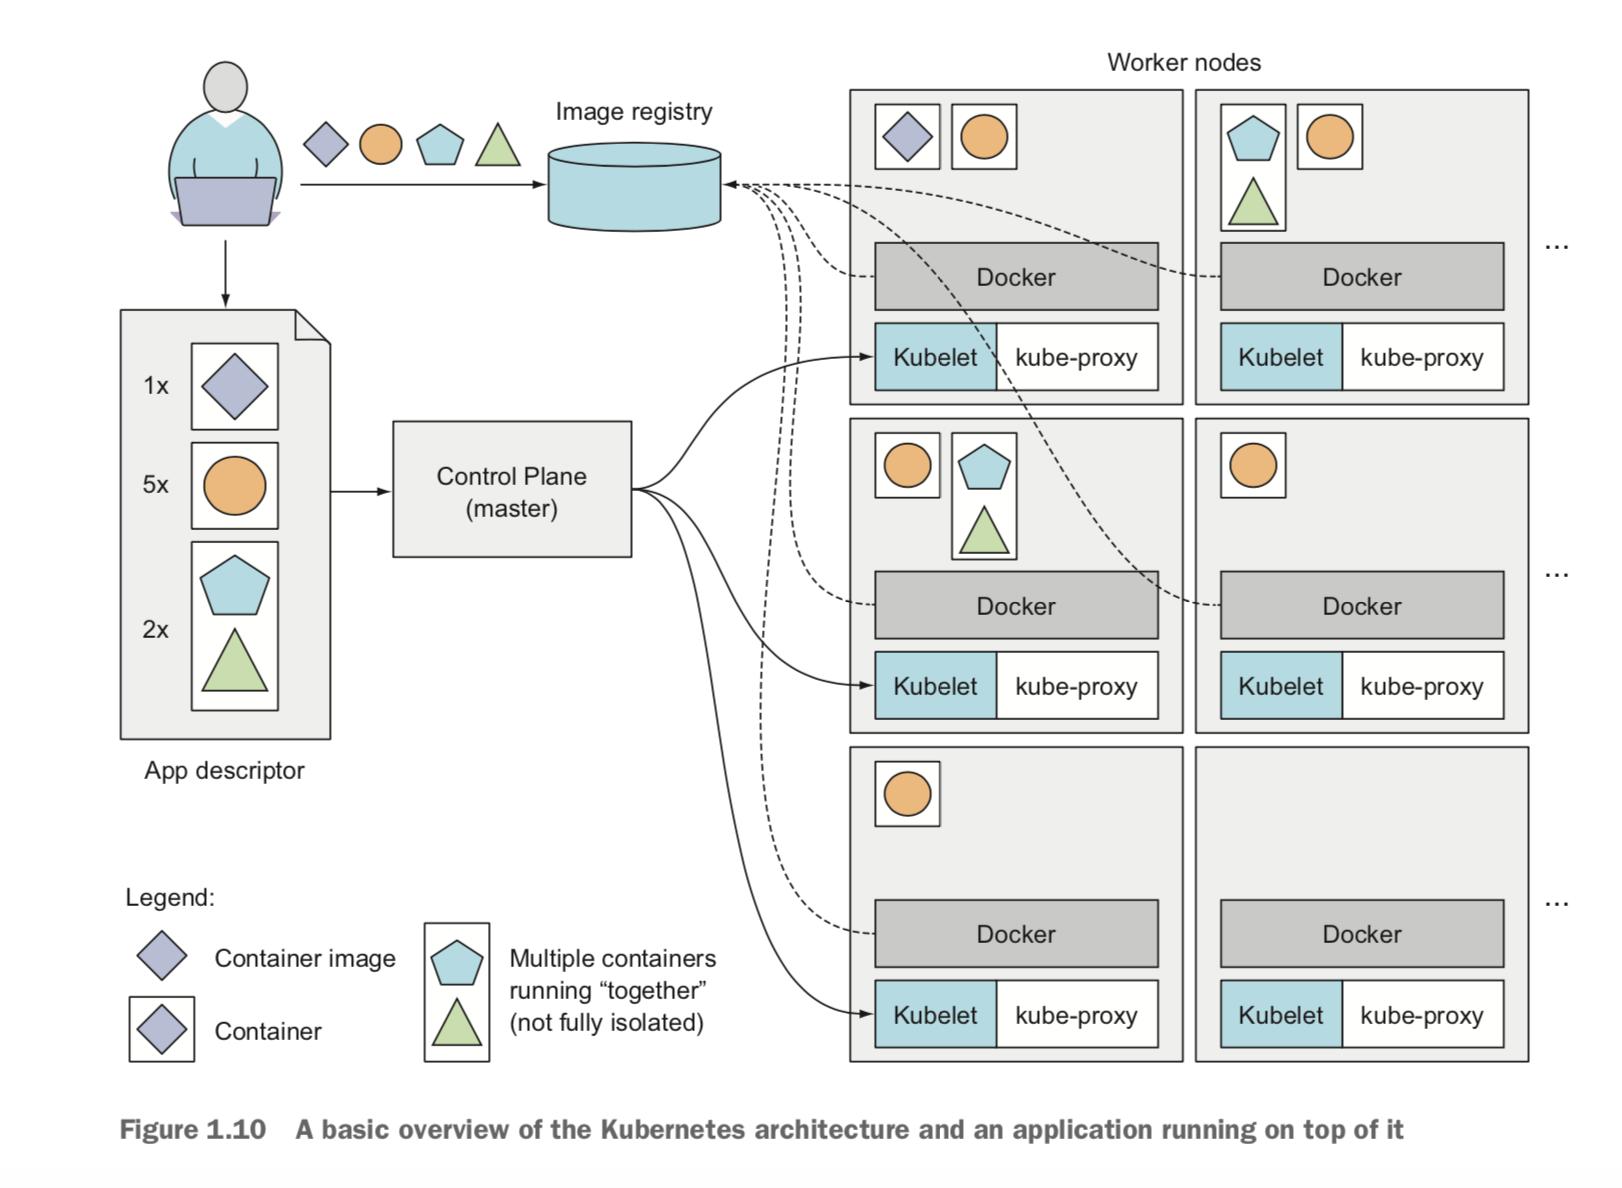 Worker nodes
Image registry
Docker
Kubelet
kube-proxy
Docker
Kubelet
kube-proxy
...
1x
5x
2x
App descriptor
Control Plane
(master)
Docker
Kubelet
kube-proxy
Docker
Kubelet
kube-proxy
...
Docker
Kubelet
kube-proxy
Docker
Kubelet
kube-proxy
...
Legend:
Container image
Container
Multiple containers
running “together”
(not fully isolated)
Figure 1.10 A basic overview of the Kubernetes architecture and an application running on top of it